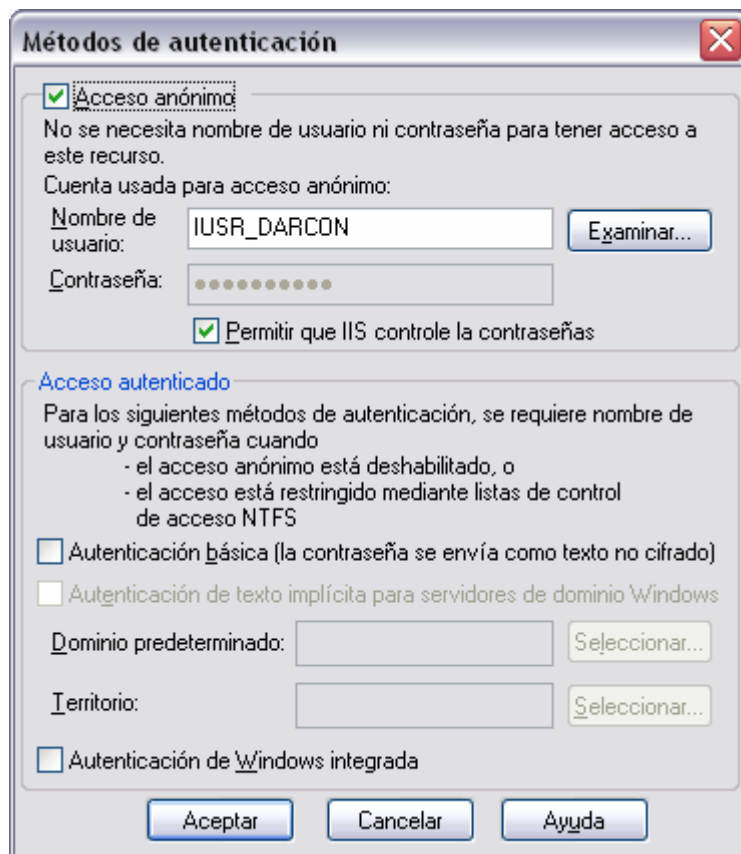 Métodos de autenticación
Acceso anónimo
No se necesita nombre de usuario ni contraseña para tener acceso a
este recurso.
Cuenta usada para acceso anónimo:
Nombre de
usuario:
IUSR_DARCON
Examinar...
Contraseña:
●●●●●●●●●●
Permitir que IIS controle la contraseñas
Acceso autenticado
Para los siguientes métodos de autenticación, se requiere nombre de
usuario y contraseña cuando
- el acceso anónimo está deshabilitado, o
- el acceso está restringido mediante listas de control
de acceso NTFS
Autenticación básica (la contraseña se envía como texto no cifrado)
Autenticación de texto implícita para servidores de dominio Windows
Dominio predeterminado:
Seleccionar...
Territorio:
Seleccionar...
Autenticación de Windows integrada
Aceptar
Cancelar
Ayuda